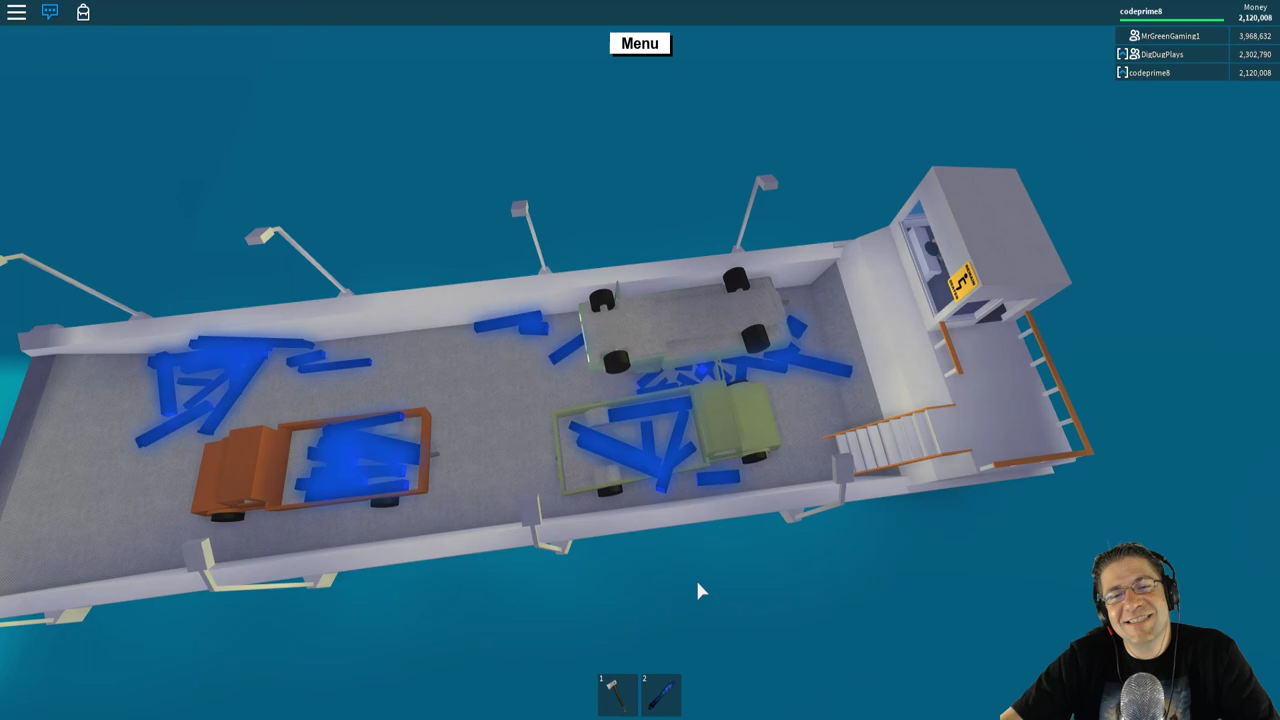 codeprime8
Money
2,120,008
MrGreenGaming1 3,968,632
DigDugPlays 2,302,790
codeprime8 2,120,008
Menu
1 2